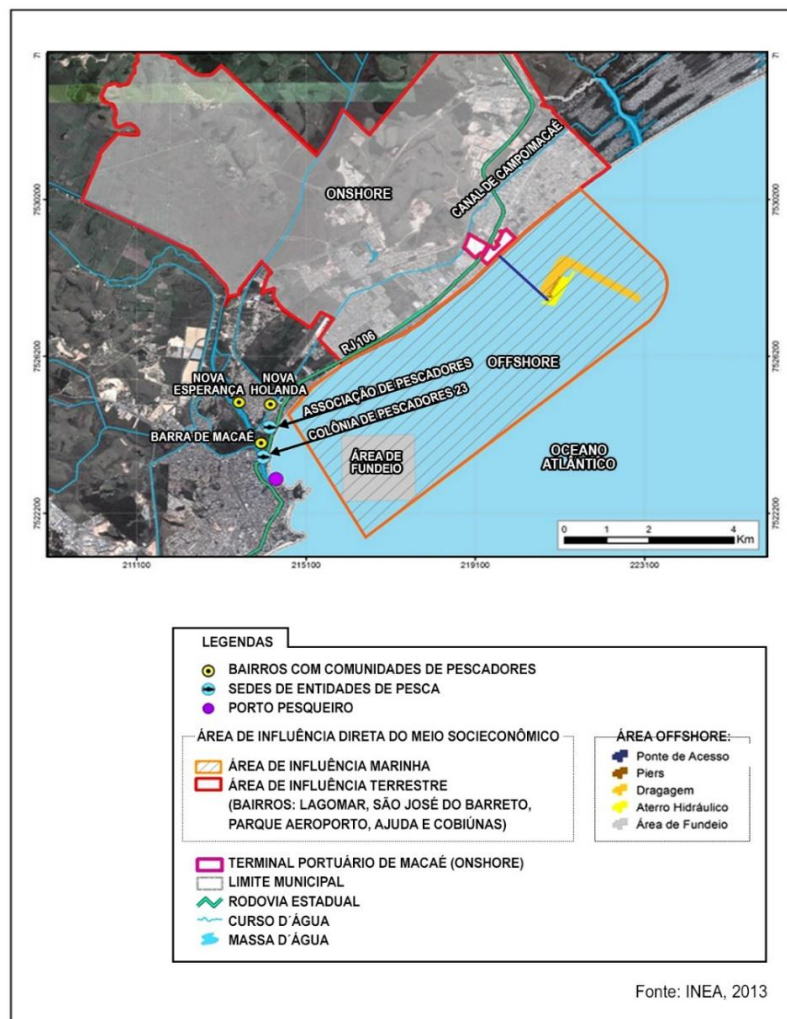 ONSHORE
CANAL DE CAMPO/MACAÉ
7530200
7530200
RJ 106
7526200
7526200
OFFSHORE
NOVA
ESPERANÇA
NOVA
HOLANDA
ASSOCIAÇÃO DE PESCADORES
COLÔNIA DE PESCADORES 23
BARRA DE MACAÉ
ÁREA DE
FUNDEIO
OCEANO
ATLÂNTICO
7522200
7522200
0 1 2 4
Km
211100 215100 219100 223100
LEGENDAS
BAIRROS COM COMUNIDADES DE PESCADORES
SEDES DE ENTIDADES DE PESCA
PORTO PESQUEIRO
ÁREA DE INFLUÊNCIA DIRETA DO MEIO SOCIECONÔMICO
ÁREA DE INFLUÊNCIA MARINHA
ÁREA DE INFLUÊNCIA TERRESTRE
(BAIRROS: LAGOMAR, SÃO JOSÉ DO BARRETO,
PARQUE AEROPORTO, AJUDA E COBIÚNAS)
ÁREA OFFSHORE:
Ponte de Acesso
Piers
Dragagem
Aterro Hidráulico
Área de Fundeio
TERMINAL PORTUÁRIO DE MACAÉ (ONSHORE)
LIMITE MUNICIPAL
RODOVIA ESTADUAL
CURSO D´ÁGUA
MASSA D´ÁGUA
Fonte: INEA, 2013